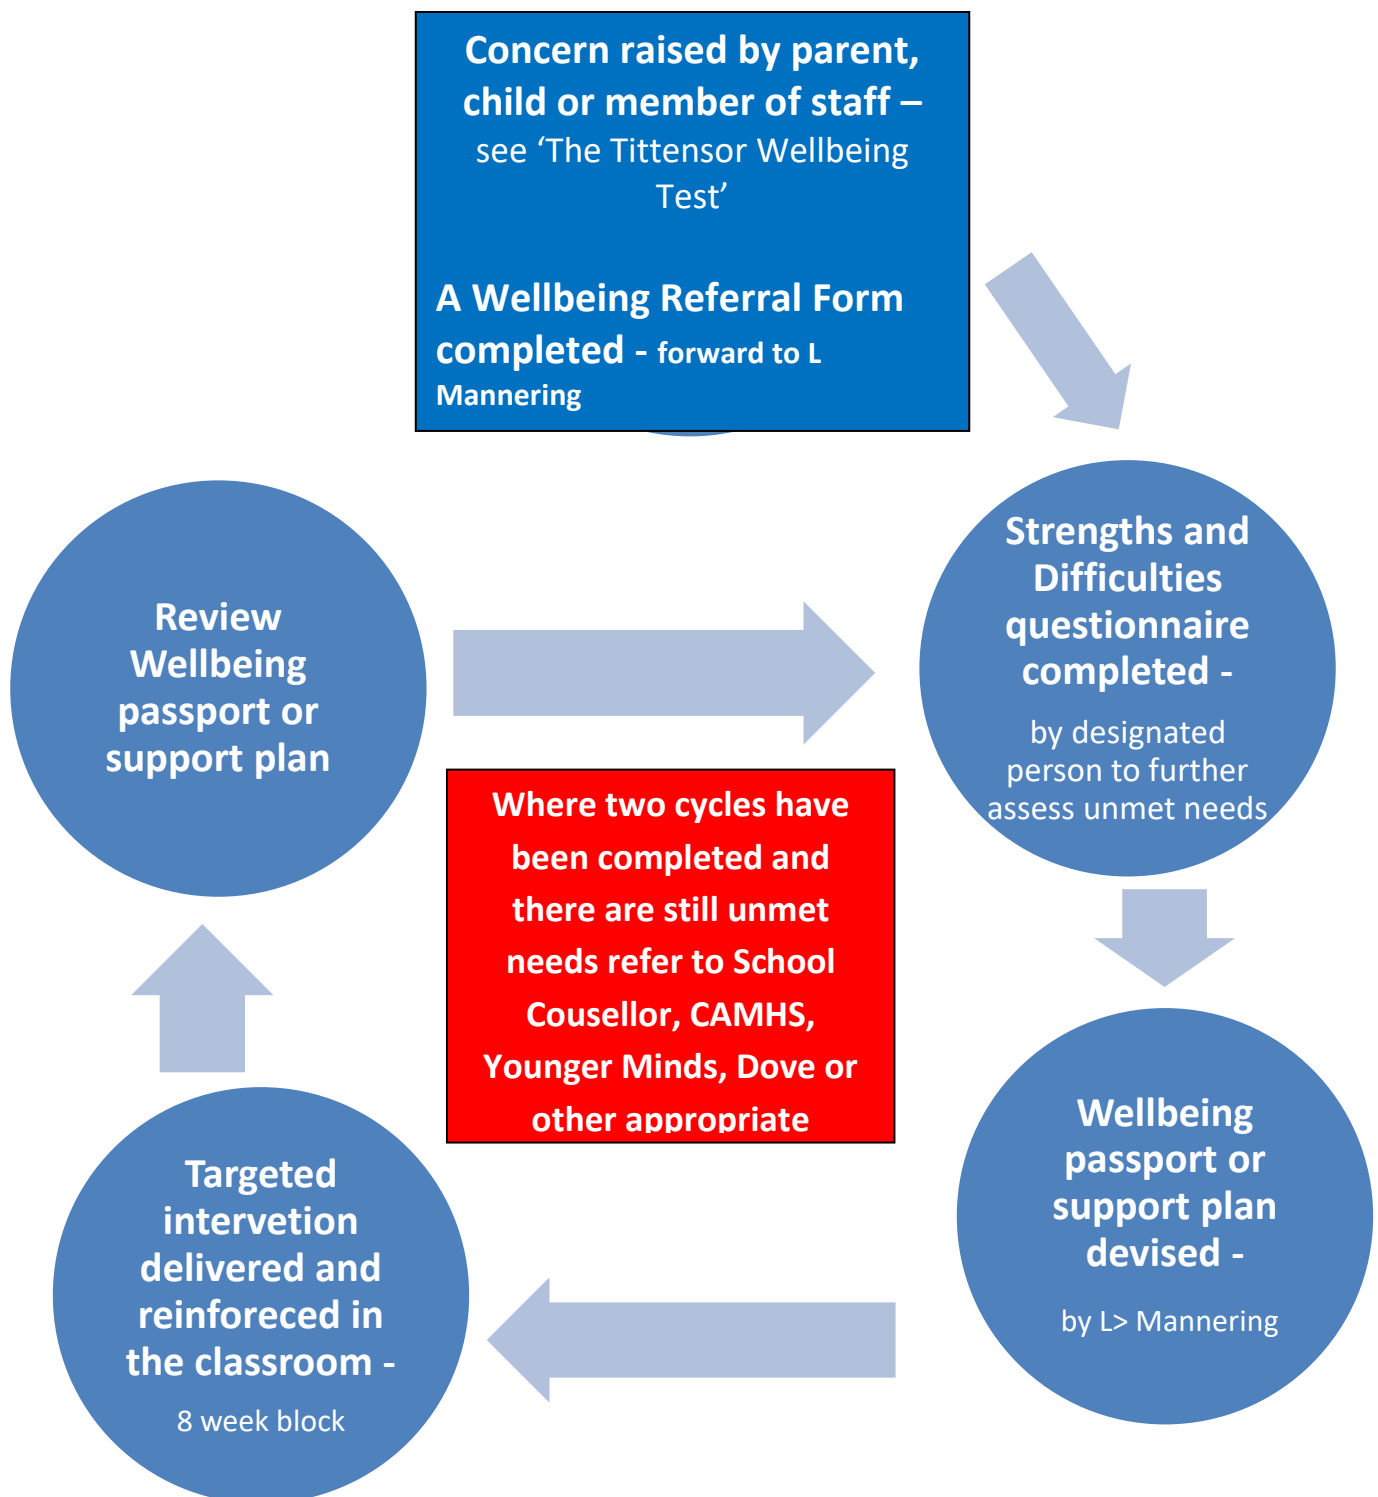 Concern raised by parent,
child or member of staff –
see ‘The Tittensor Wellbeing
Test’
A Wellbeing Referral Form
completed - forward to L
Mannering
Strengths and
Difficulties
questionnaire
completed -
by designated
person to further
assess unmet needs
Wellbeing
passport or
support plan
devised -
by L> Mannering
Targeted
intervetion
delivered and
reinforeced in
the classroom -
8 week block
Review
Wellbeing
passport or
support plan
Where two cycles have
been completed and
there are still unmet
needs refer to School
Cousellor, CAMHS,
Younger Minds, Dove or
other appropriate